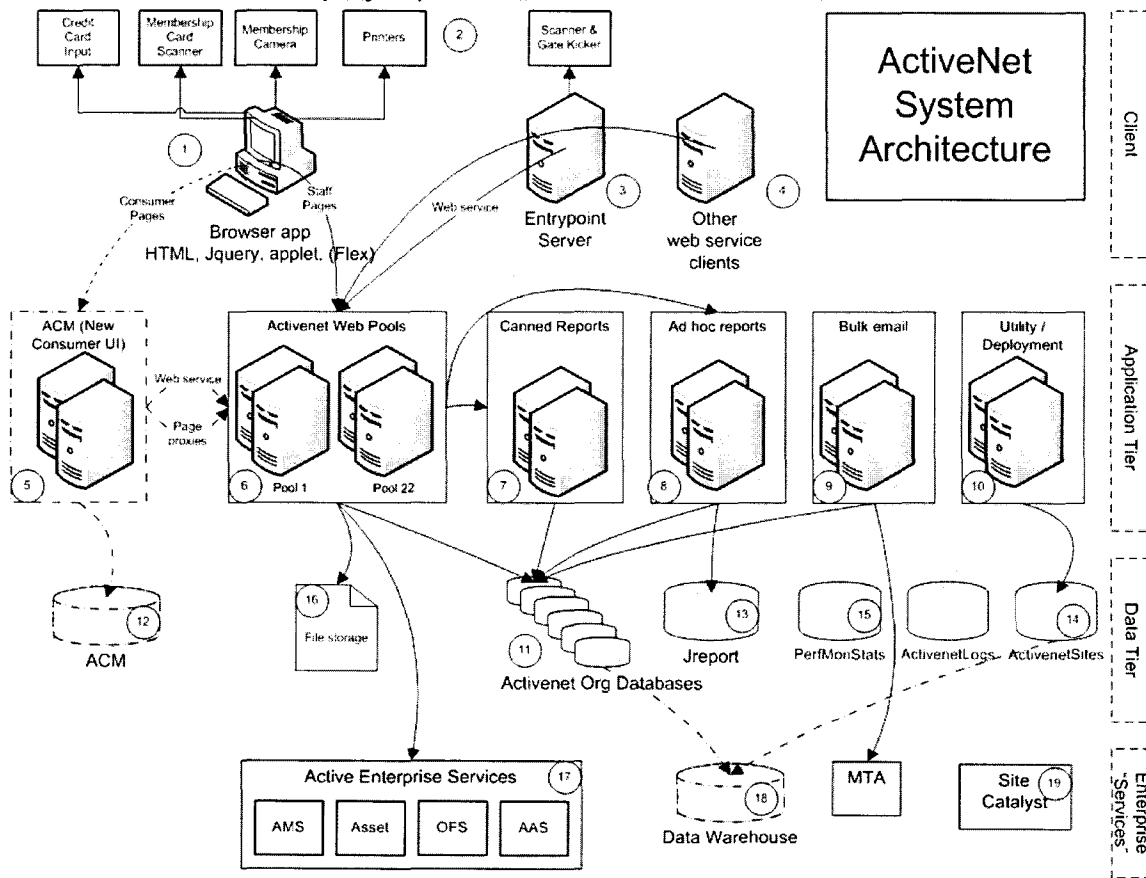 Credit
Card
Input
Membership
Card
Scanner
Membership
Camera
Printers
2
Scanner &
Gate Kicker
ActiveNet
System
Architecture
Client
1
3
4
Consumer
Pages
Staff
Pages
Web service
Browser app
HTML, Jquery, applet, (Flex)
Entrypoint
Server
Other
web service
clients
ACM (New
Consumer UI)
Activenet Web Pools
Canned Reports
Ad hoc reports
Bulk email
Utility /
Deployment
Application Tier
Web service
Page
proxies
5
6
Pool 1
Pool 22
7
8
9
10
16
File storage
12
ACM
11
Activenet Org Databases
13
Jreport
15
PerfMonStats
ActivenetLogs
14
ActivenetSites
Data Tier
Active Enterprise Services
17
AMS
Asset
OFS
AAS
18
Data Warehouse
MTA
Site
Catalyst
19
Enterprise
"Services"